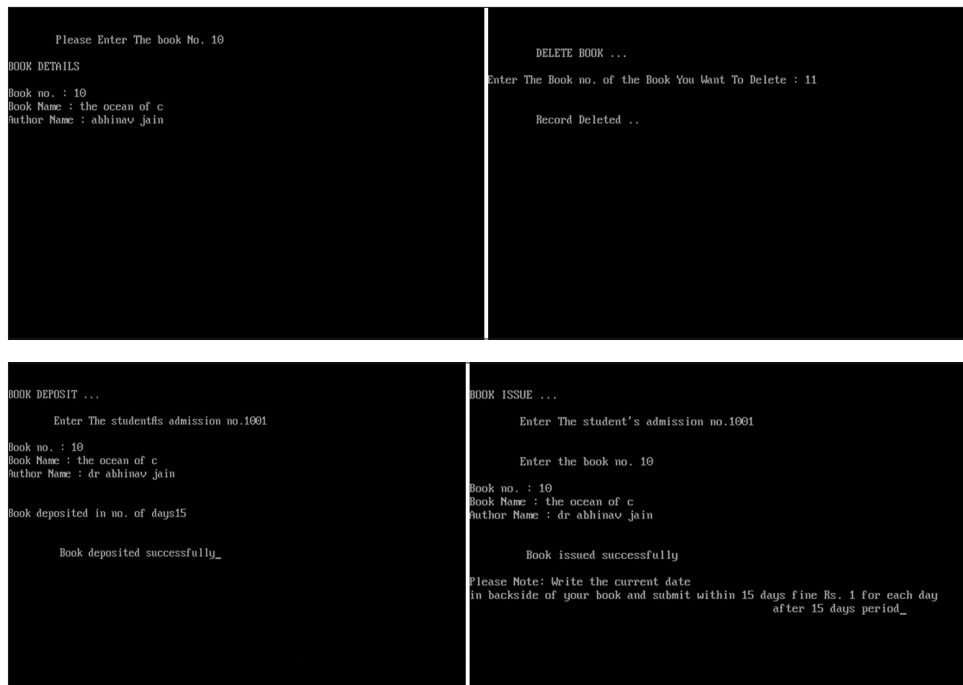 Please Enter The book No. 10
BOOK DETAILS
Book no. : 10
Book Name : the ocean of c
Author Name : abhinav jain
DELETE BOOK ...
Enter The Book no. of the Book You Want To Delete : 11
Record Deleted ..
BOOK DEPOSIT ...
Enter The studentÆs admission no.1001
Book no. : 10
Book Name : the ocean of c
Author Name : dr abhinav jain
Book deposited in no. of days15
Book deposited successfully_
BOOK ISSUE ...
Enter The student's admission no.1001
Enter the book no. 10
Book no. : 10
Book Name : the ocean of c
Author Name : dr abhinav jain
Book issued successfully
Please Note: Write the current date
in backside of your book and submit within 15 days fine Rs. 1 for each day
after 15 days period_